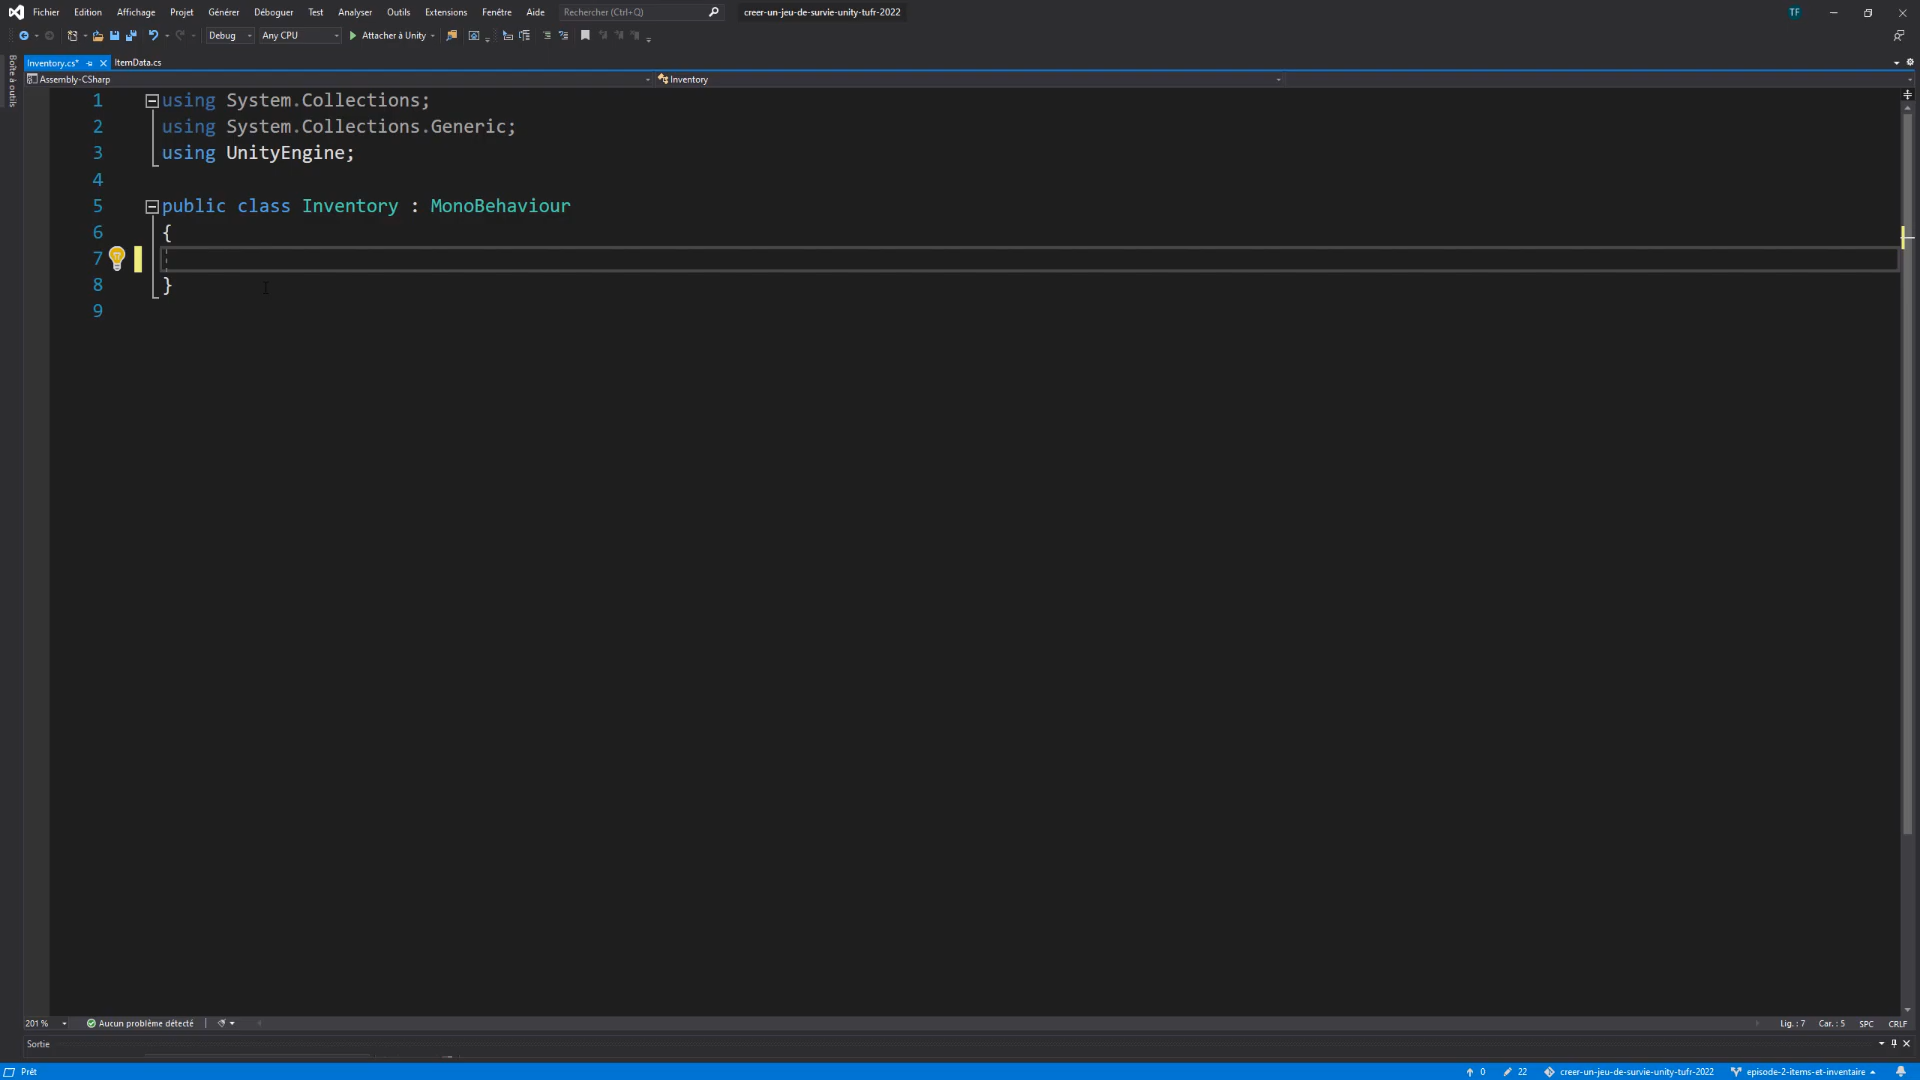 Fichier Edition Affichage Projet Générer Déboguer Test Analyser Outils Extensions Fenêtre Aide Rechercher (Ctrl+Q) creer-un-jeu-de-survie-unity-tufr-2022 TF
Debug Any CPU Attacher à Unity
Boîte à outils
Inventory.cs* ItemData.cs
Assembly-CSharp Inventory
1 using System.Collections;
2 using System.Collections.Generic;
3 using UnityEngine;
4
5 public class Inventory : MonoBehaviour
6 {
7
8 }
9
201 % Aucun problème détecté Lig. : 7 Car. : 5 SPC CRLF
Sortie
Prêt 0 22 creer-un-jeu-de-survie-unity-tufr-2022 episode-2-items-et-inventaire